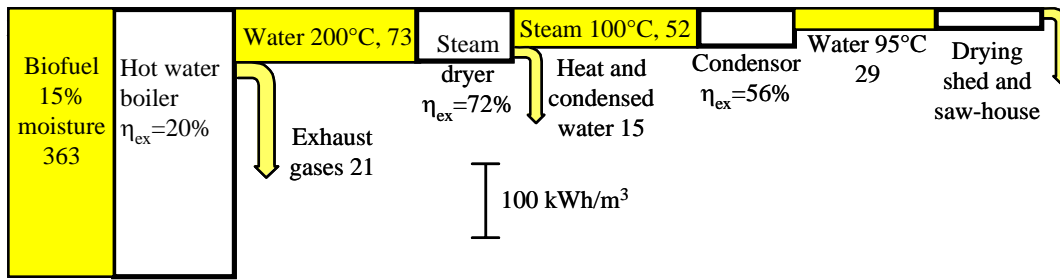 Biofuel
15%
moisture
363
Hot water
boiler
ηex=20%
Water 200°C, 73
Exhaust
gases 21
Steam
dryer
ηex=72%
Steam 100°C, 52
Heat and
condensed
water 15
100 kWh/m³
Condensor
ηex=56%
Water 95°C
29
Drying
shed and
saw-house